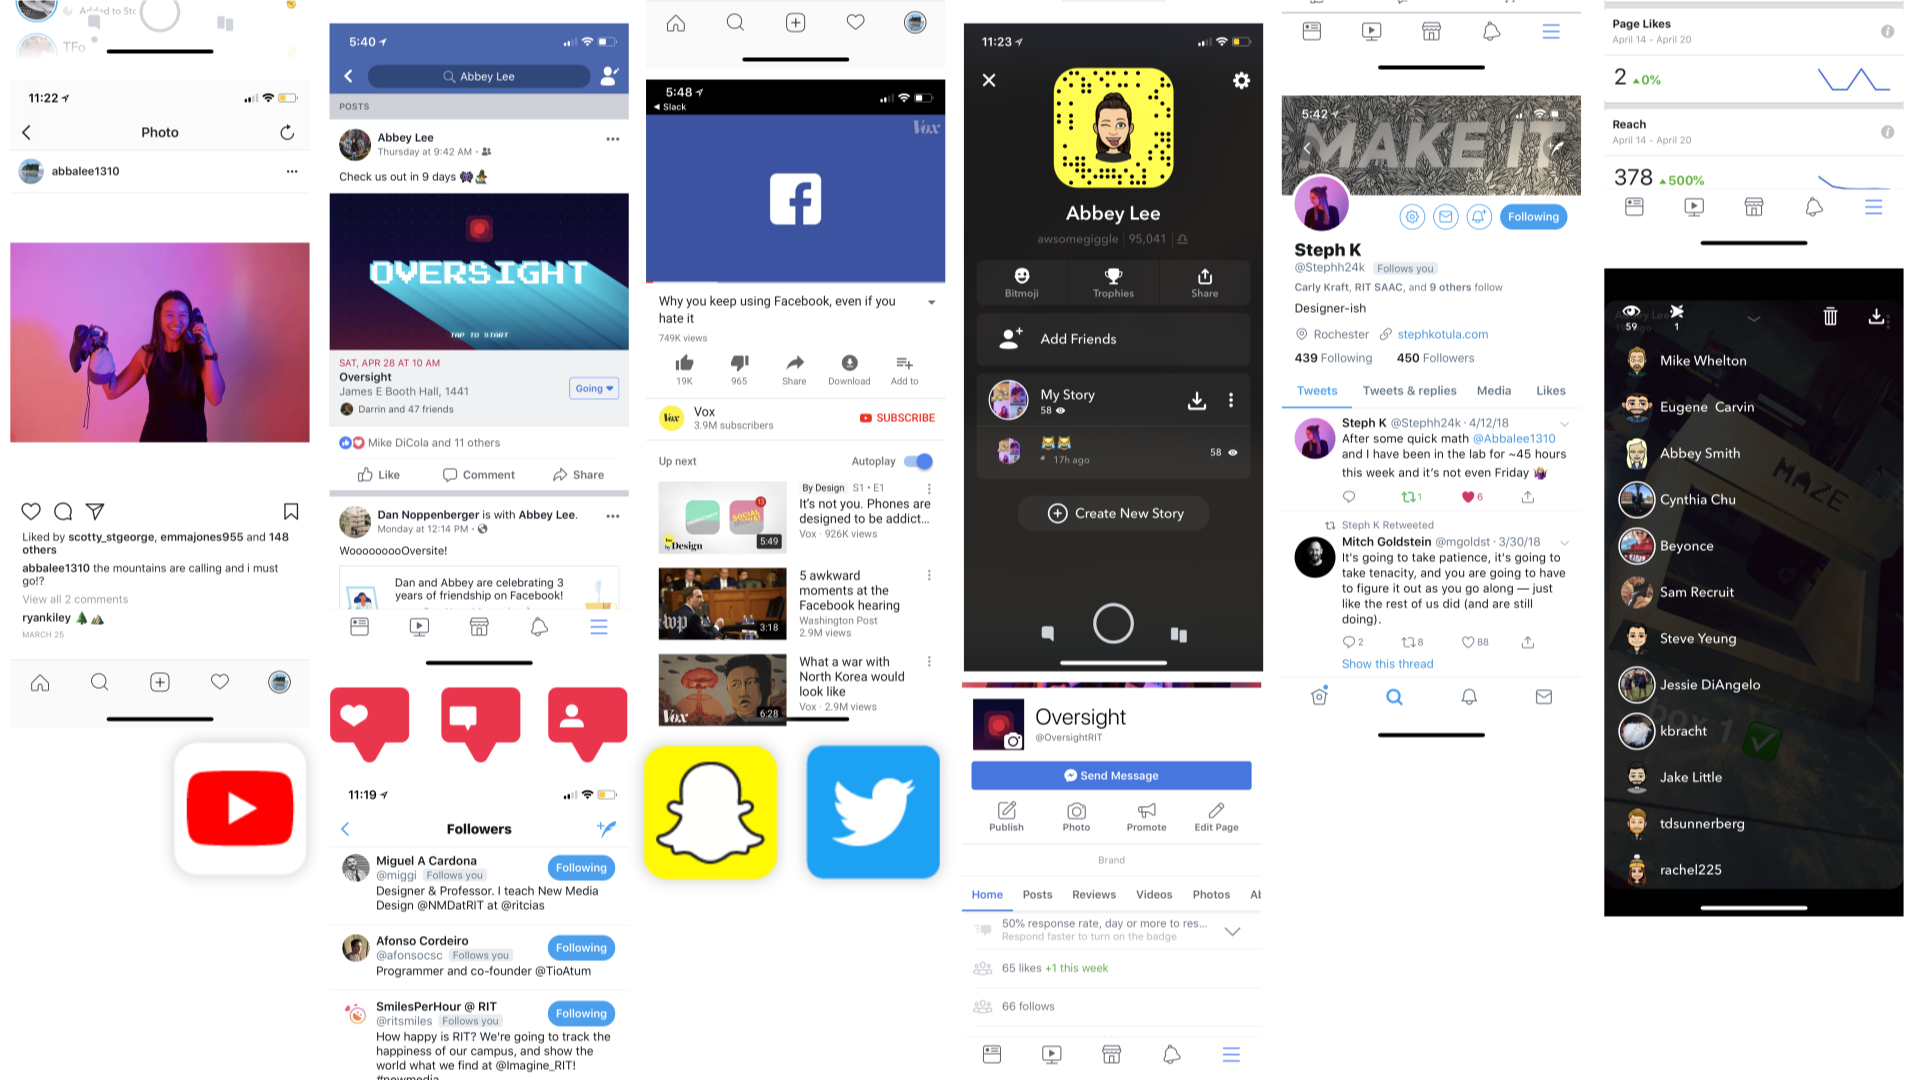 Added to Sto
TFo
11:22
Photo
abbalee1310
Liked by scotty_stgeorge, emmajones955 and 148
others
abbalee1310 the mountains are calling and i must
go!?
View all 2 comments
ryankiley
MARCH 25
5:40
Abbey Lee
POSTS
Abbey Lee
Thursday at 9:42 AM
Check us out in 9 days
OVERSIGHT
TAP TO START
SAT, APR 28 AT 10 AM
Oversight
James E Booth Hall, 1441
Darrin and 47 friends
Going
Mike DiCola and 11 others
Like
Comment
Share
Dan Noppenberger is with Abbey Lee.
Monday at 12:14 PM
WooooooooOversite!
Dan and Abbey are celebrating 3
years of friendship on Facebook!
11:19
Followers
Miguel A Cardona
@miggi Follows you
Designer & Professor. I teach New Media
Design @NMDatRIT at @ritcias
Following
Afonso Cordeiro
@afonsocsc Follows you
Programmer and co-founder @TioAtum
Following
SmilesPerHour @ RIT
@ritsmiles Follows you
Following
How happy is RIT? We're going to track the
happiness of our campus, and show the
world what we find at @Imagine_RIT!
#newmedia
5:48
Slack
Vox
Why you keep using Facebook, even if you
hate it
749K views
19K
965
Share
Download
Add to
Vox
3.9M subscribers
SUBSCRIBE
Up next
Autoplay
by Design
SOCIAL
13
5:49
By Design S1 • E1
It's not you. Phones are
designed to be addict...
Vox · 926K views
wp
3:18
5 awkward
moments at the
Facebook hearing
Washington Post
2.9M views
Vox
6:28
What a war with
North Korea would
look like
Vox · 2.9M views
11:23
Abbey Lee
awsomegiggle 95,041
Bitmoji
Trophies
Share
Add Friends
My Story
58
17h ago
58
Create New Story
Oversight
@OversightRIT
Send Message
Publish
Photo
Promote
Edit Page
Brand
Home
Posts
Reviews
Videos
Photos
Al
50% response rate, day or more to res...
Respond faster to turn on the badge
65 likes +1 this week
66 follows
5:42
MAKE IT
Following
Steph K
@Stephh24k Follows you
Carly Kraft, RIT SAAC, and 9 others follow
Designer-ish
Rochester
stephkotula.com
439 Following 450 Followers
Tweets
Tweets & replies
Media
Likes
Steph K @Stephh24k · 4/12/18
After some quick math @Abbalee1310
and I have been in the lab for ~45 hours
this week and it's not even Friday
1
6
Steph K Retweeted
Mitch Goldstein @mgoldst · 3/30/18
It's going to take patience, it's going to
take tenacity, and you are going to have
to figure it out as you go along — just
like the rest of us did (and are still
doing).
2
8
88
Show this thread
Page Likes
April 14 - April 20
2 0%
Reach
April 14 - April 20
378 500%
59
1
Abbey Lee
ago
Mike Whelton
Eugene Carvin
Abbey Smith
Cynthia Chu
MAZE
Beyonce
Sam Recruit
Steve Yeung
Jessie DiAngelo
box 1
kbracht
Jake Little
tdsunnerberg
rachel225